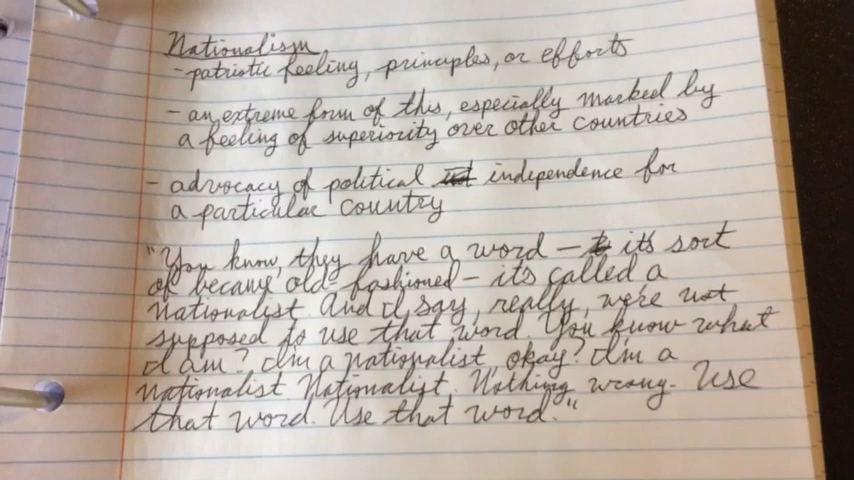 Nationalism
- patriotic feeling, principles, or efforts
- an extreme form of this, especially marked by
a feeling of superiority over other countries
- advocacy of political independence for
a particular country
"You know, they have a word – it's sort
of became old-fashioned – it's called a
nationalist. And I say, really, we're not
supposed to use that word. You know what
I am? I'm a nationalist, okay? I'm a
nationalist Nationalist. Nothing wrong. Use
that word. Use that word."